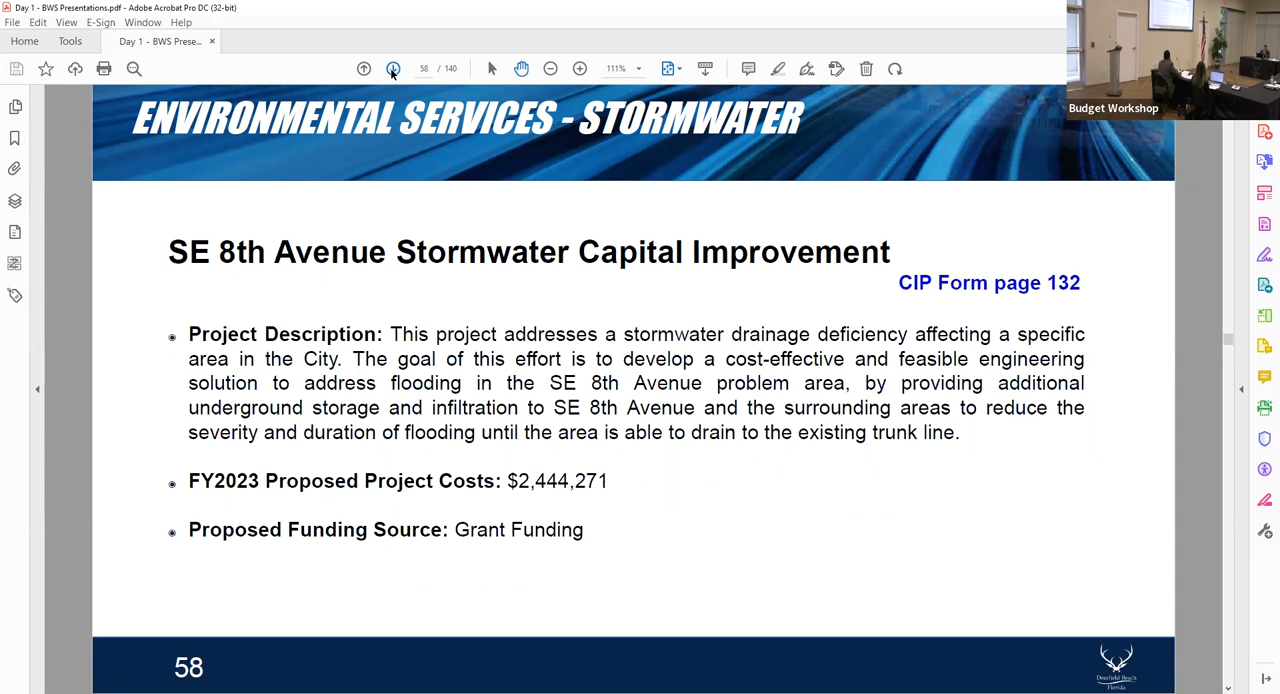 Day 1 - BWS Presentations.pdf - Adobe Acrobat Pro DC (32-bit)
File Edit View E-Sign Window Help
Home Tools Day 1 - BWS Prese... ×
58 / 140 111%
Budget Workshop
ENVIRONMENTAL SERVICES - STORMWATER
SE 8th Avenue Stormwater Capital Improvement
CIP Form page 132
Project Description: This project addresses a stormwater drainage deficiency affecting a specific
area in the City. The goal of this effort is to develop a cost-effective and feasible engineering
solution to address flooding in the SE 8th Avenue problem area, by providing additional
underground storage and infiltration to SE 8th Avenue and the surrounding areas to reduce the
severity and duration of flooding until the area is able to drain to the existing trunk line.
FY2023 Proposed Project Costs: $2,444,271
Proposed Funding Source: Grant Funding
58
Deerfield Beach
Florida